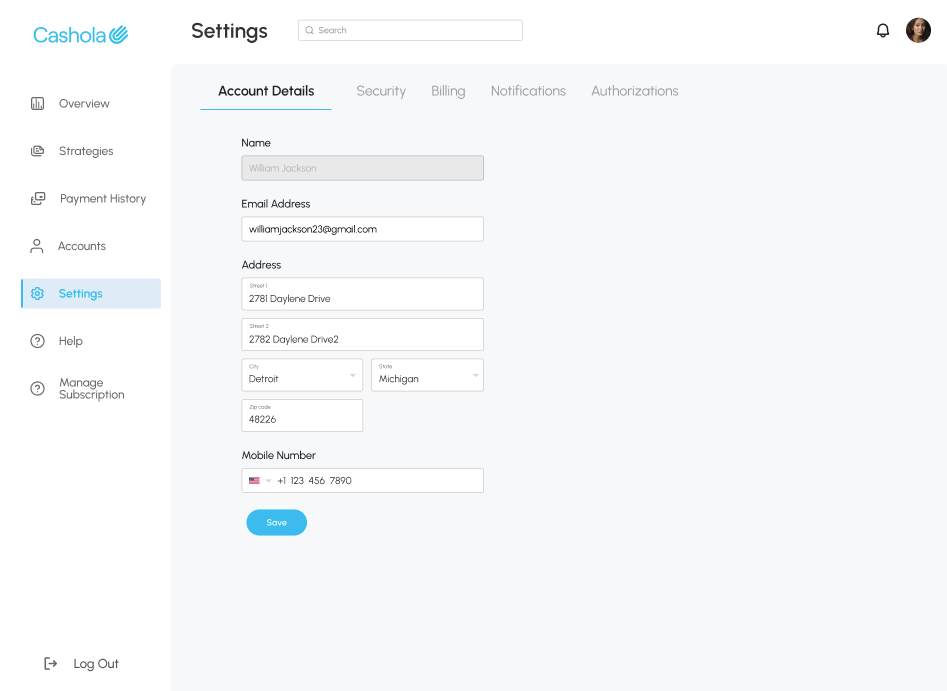 Cashola
Settings
Search
Overview
Strategies
Payment History
Accounts
Settings
Help
Manage
Subscription
Log Out
Account Details
Security
Billing
Notifications
Authorizations
Name
William Jackson
Email Address
williamjackson23@gmail.com
Address
Street 1
2781 Daylene Drive
Street 2
2782 Daylene Drive2
City
Detroit
State
Michigan
Zip code
48226
Mobile Number
+1 123 456 7890
Save